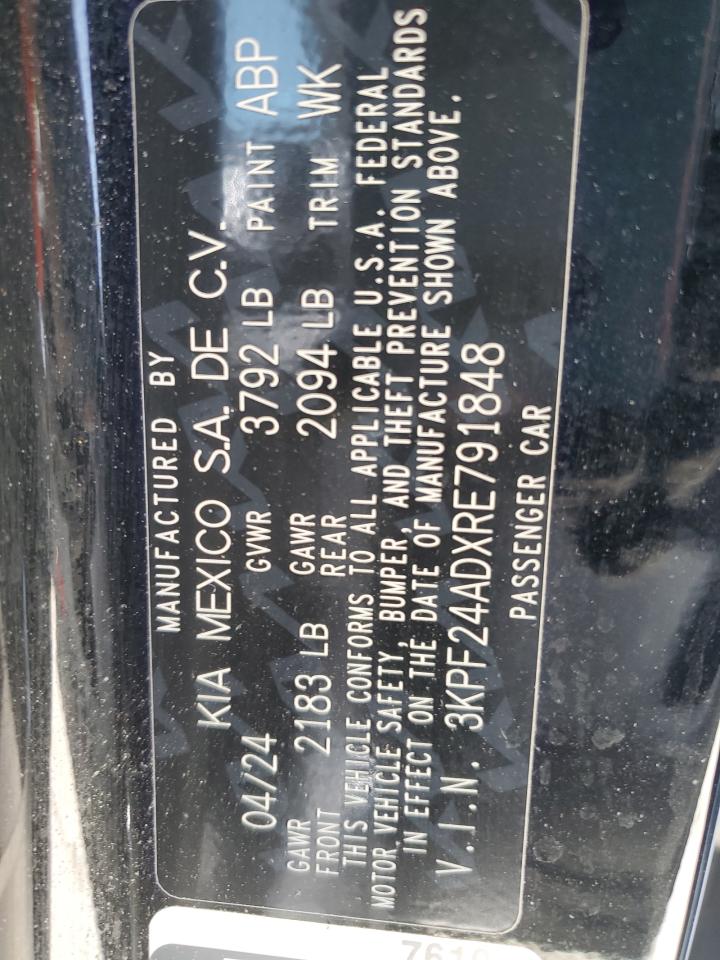 MANUFACTURED BY
KIA MEXICO S.A. DE C.V.
04/24 GVWR 3792 LB PAINT ABP
GAWR FRONT 2183 LB GAWR REAR 2094 LB TRIM WK
THIS VEHICLE CONFORMS TO ALL APPLICABLE U.S.A. FEDERAL
MOTOR VEHICLE SAFETY, BUMPER, AND THEFT PREVENTION STANDARDS
IN EFFECT ON THE DATE OF MANUFACTURE SHOWN ABOVE.
V.I.N. 3KPF24ADXRE791848
PASSENGER CAR